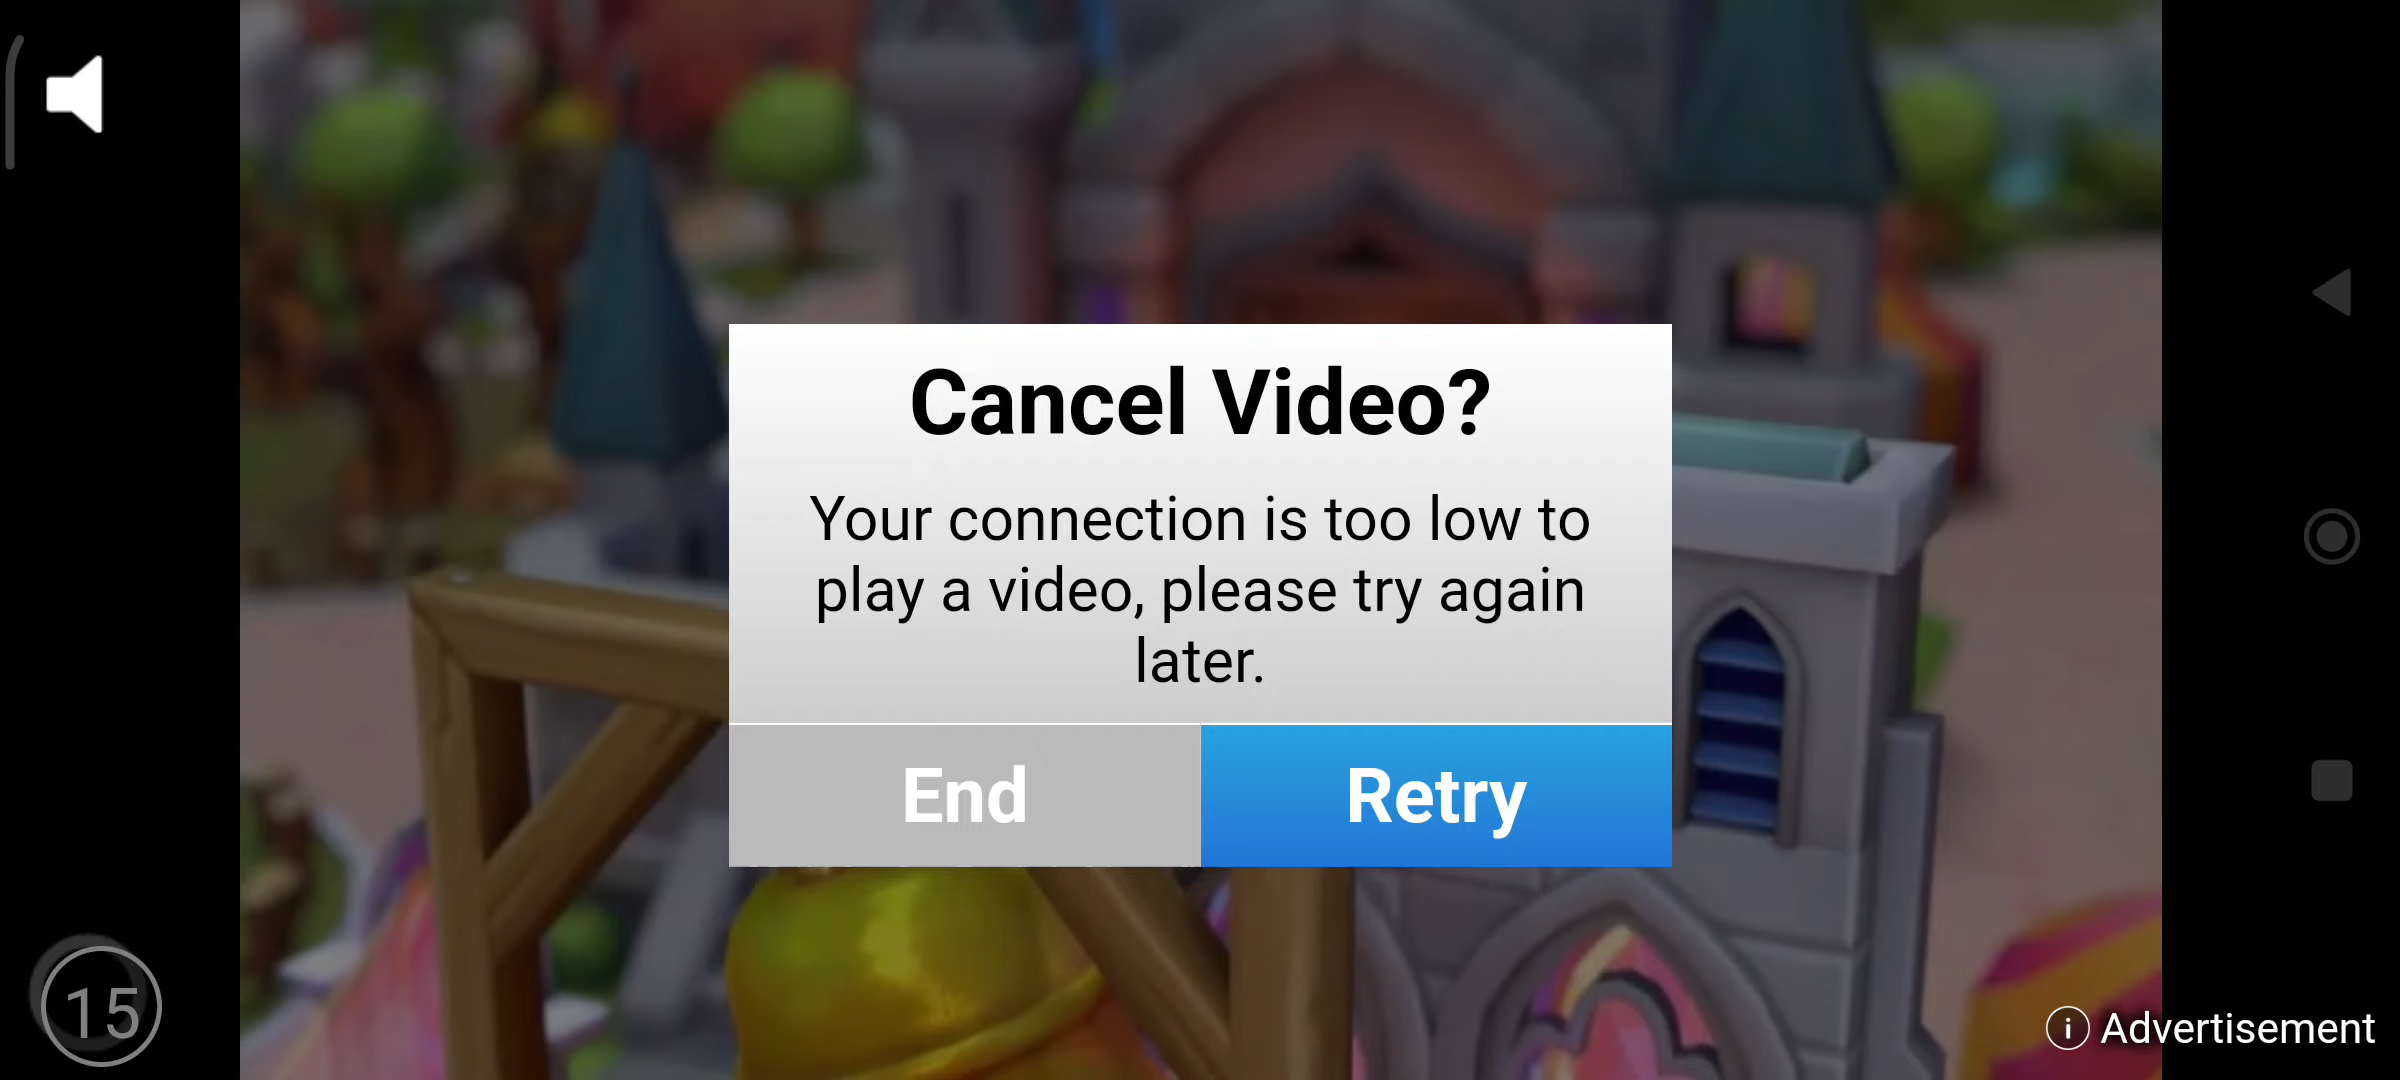 Cancel Video?
Your connection is too low to
play a video, please try again
later.
End
Retry
15
Advertisement